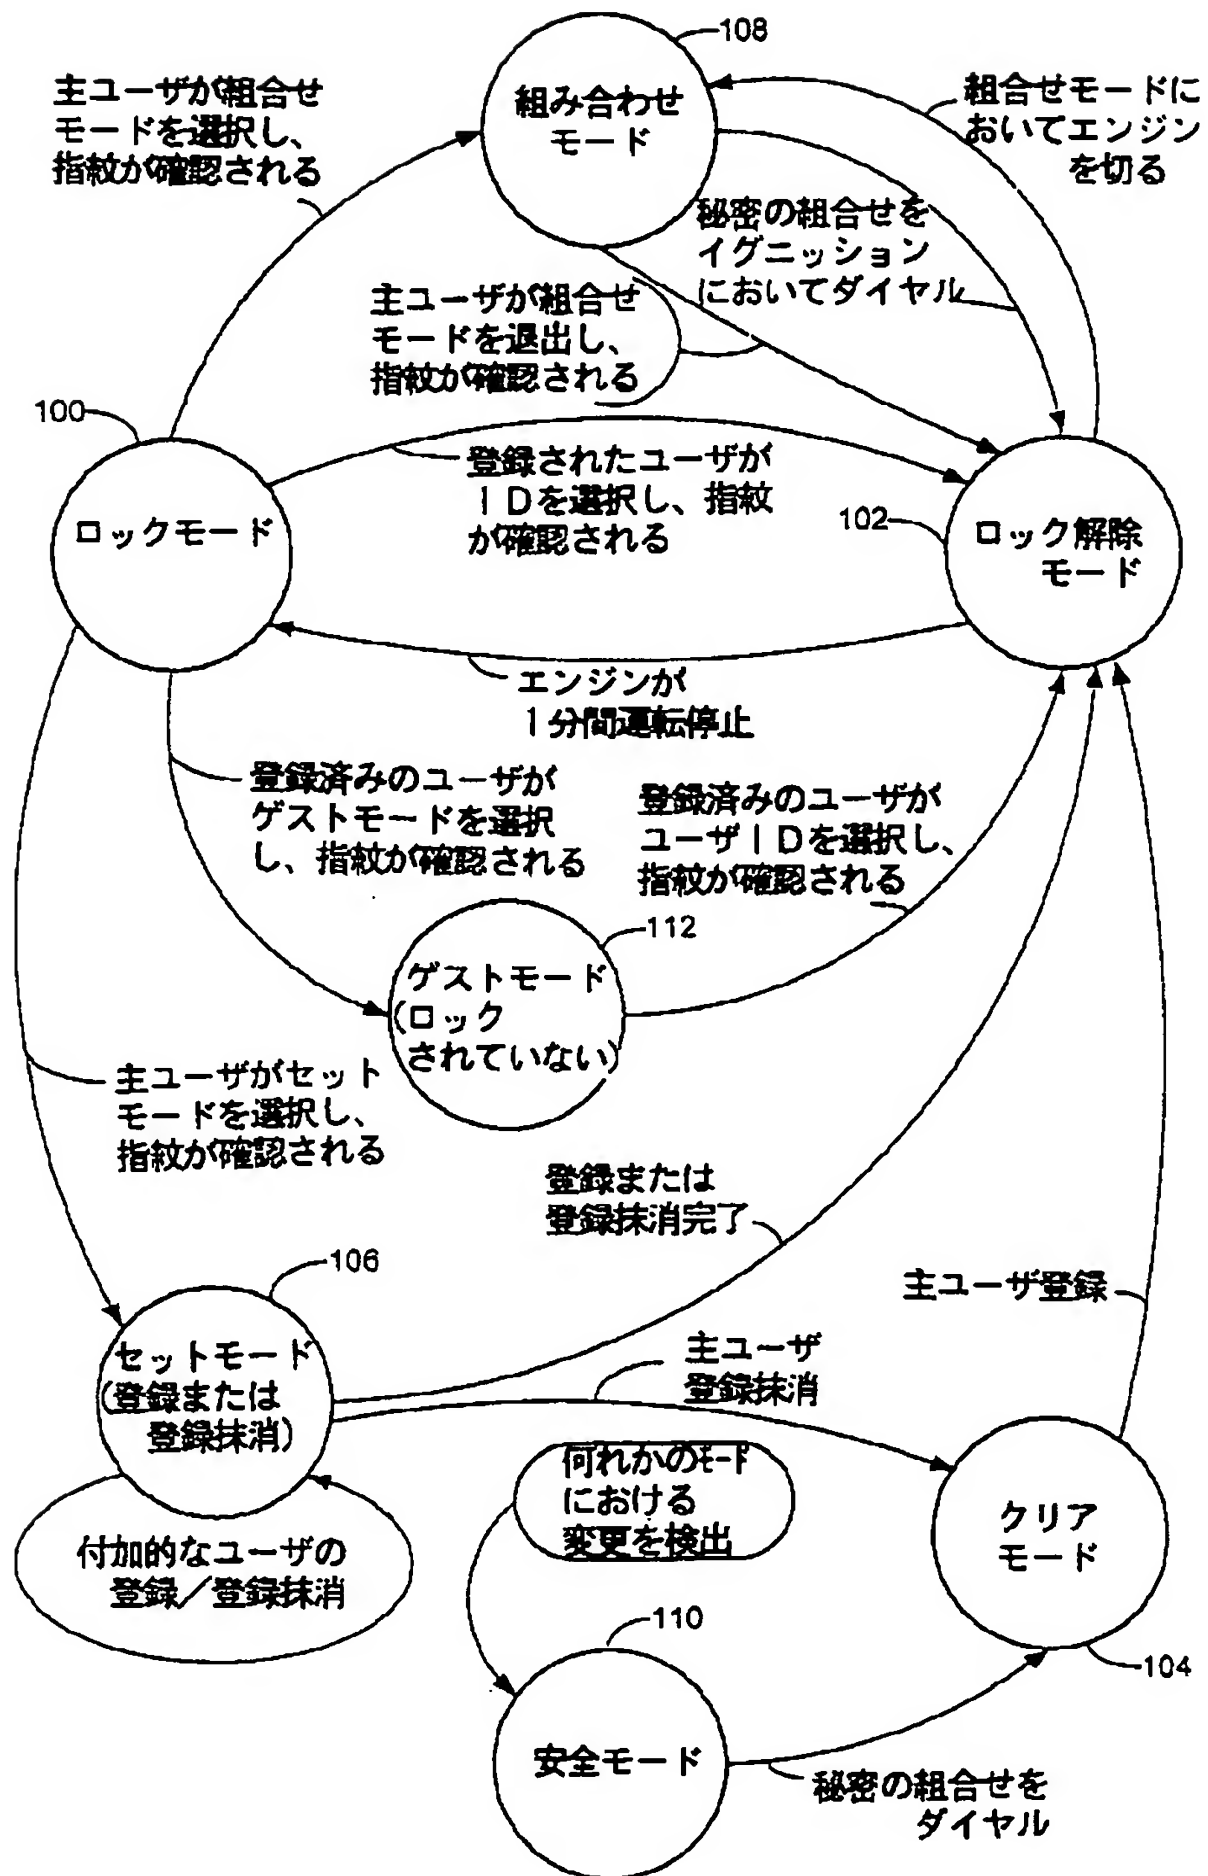 108
主ユーザが組合せ
モードを選択し、
指紋が確認される
組み合わせ
モード
組合せモードに
おいてエンジン
を切る
秘密の組合せを
イグニッション
においてダイヤル
主ユーザが組合せ
モードを退出し、
指紋が確認される
100
登録されたユーザが
IDを選択し、指紋
が確認される
102
ロックモード
ロック解除
モード
エンジンが
1分間運転停止
登録済みのユーザが
ゲストモードを選択
し、指紋が確認される
登録済みのユーザが
ユーザIDを選択し、
指紋が確認される
112
ゲストモード
(ロック
されていない)
主ユーザがセット
モードを選択し、
指紋が確認される
登録または
登録抹消完了
106
主ユーザ登録
セットモード
(登録または
登録抹消)
主ユーザ
登録抹消
何れかのモード
における
変更を検出
クリア
モード
付加的なユーザの
登録/登録抹消
110
104
安全モード
秘密の組合せを
ダイヤル